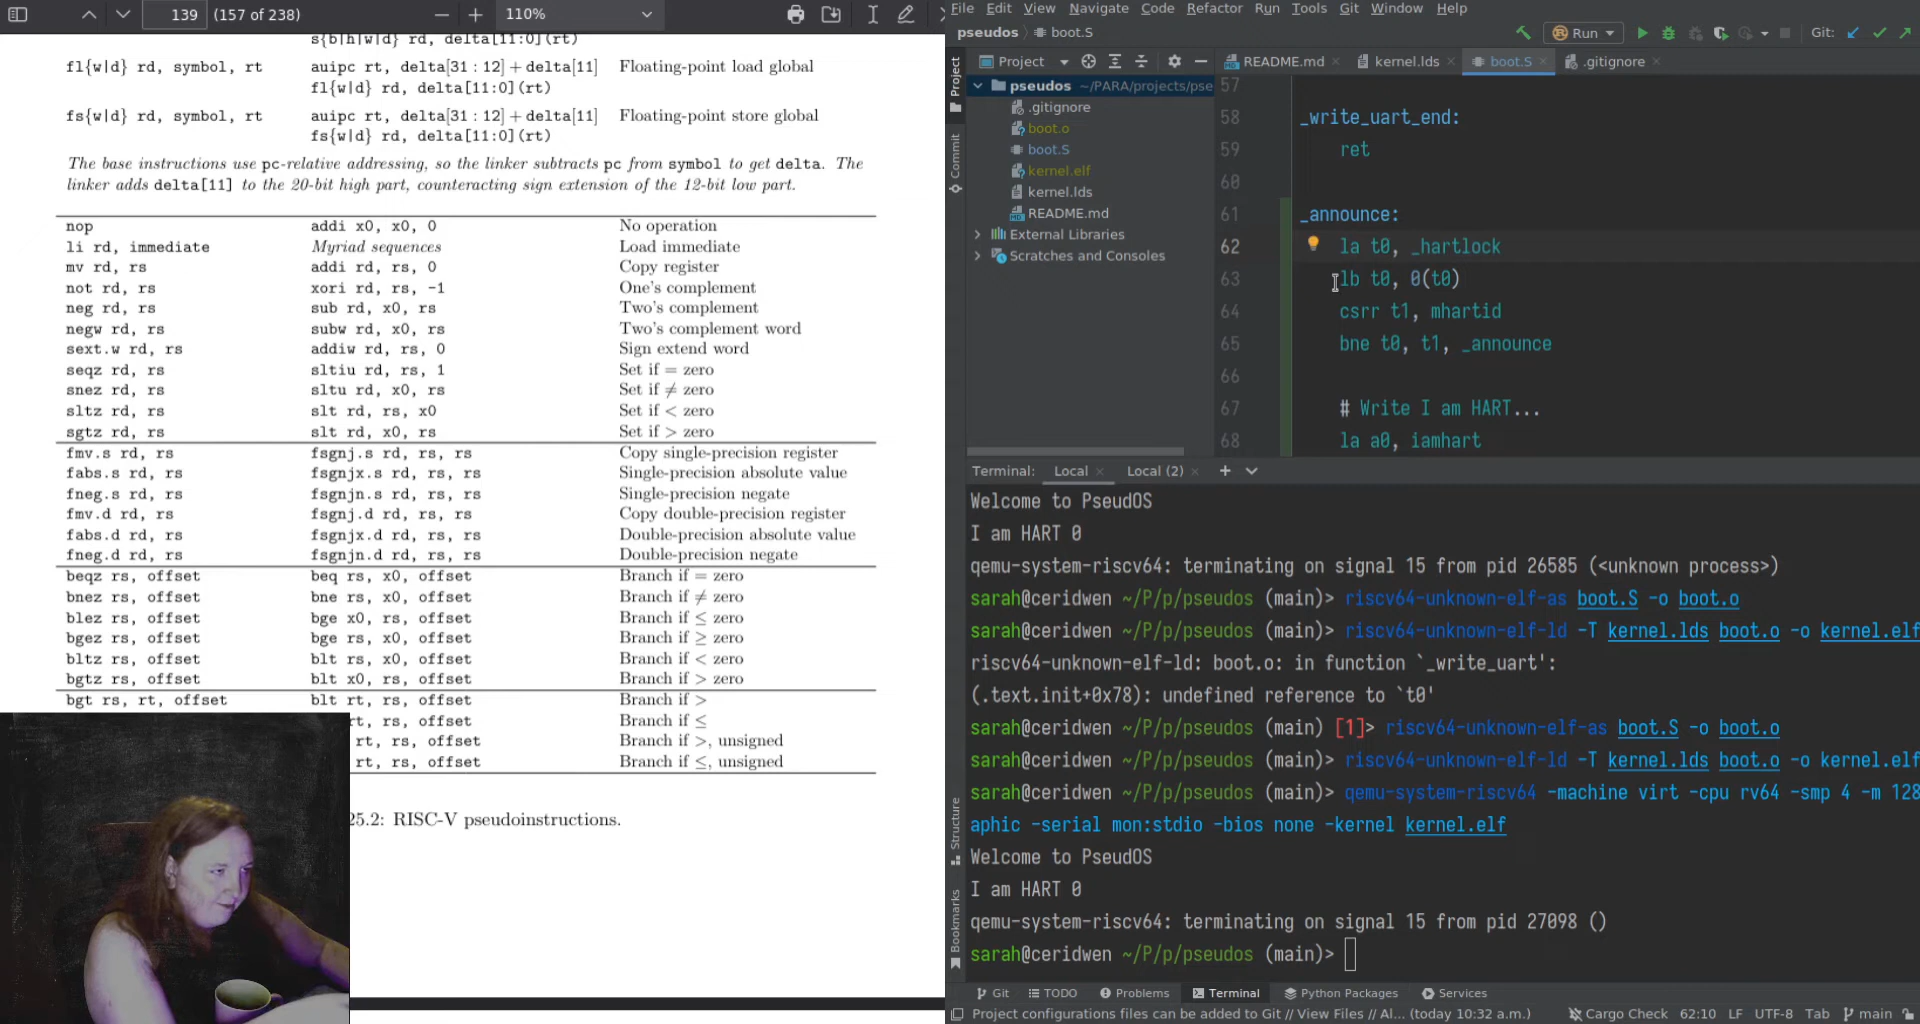 139 (157 of 238) 110%
s{b|h|w|d} rd, delta[11:0](rt)
fl{w|d} rd, symbol, rt auipc rt, delta[31 : 12] + delta[11] Floating-point load global
fl{w|d} rd, delta[11:0](rt)
fs{w|d} rd, symbol, rt auipc rt, delta[31 : 12] + delta[11] Floating-point store global
fs{w|d} rd, delta[11:0](rt)
The base instructions use pc-relative addressing, so the linker subtracts pc from symbol to get delta. The
linker adds delta[11] to the 20-bit high part, counteracting sign extension of the 12-bit low part.
nop addi x0, x0, 0 No operation
li rd, immediate Myriad sequences Load immediate
mv rd, rs addi rd, rs, 0 Copy register
not rd, rs xori rd, rs, -1 One's complement
neg rd, rs sub rd, x0, rs Two's complement
negw rd, rs subw rd, x0, rs Two's complement word
sext.w rd, rs addiw rd, rs, 0 Sign extend word
seqz rd, rs sltiu rd, rs, 1 Set if = zero
snez rd, rs sltu rd, x0, rs Set if ≠ zero
sltz rd, rs slt rd, rs, x0 Set if < zero
sgtz rd, rs slt rd, x0, rs Set if > zero
fmv.s rd, rs fsgnj.s rd, rs, rs Copy single-precision register
fabs.s rd, rs fsgnjx.s rd, rs, rs Single-precision absolute value
fneg.s rd, rs fsgnjn.s rd, rs, rs Single-precision negate
fmv.d rd, rs fsgnj.d rd, rs, rs Copy double-precision register
fabs.d rd, rs fsgnjx.d rd, rs, rs Double-precision absolute value
fneg.d rd, rs fsgnjn.d rd, rs, rs Double-precision negate
beqz rs, offset beq rs, x0, offset Branch if = zero
bnez rs, offset bne rs, x0, offset Branch if ≠ zero
blez rs, offset bge x0, rs, offset Branch if ≤ zero
bgez rs, offset bge rs, x0, offset Branch if ≥ zero
bltz rs, offset blt rs, x0, offset Branch if < zero
bgtz rs, offset blt x0, rs, offset Branch if > zero
bgt rs, rt, offset blt rt, rs, offset Branch if >
rt, rs, offset Branch if ≤
rt, rs, offset Branch if >, unsigned
rt, rs, offset Branch if ≤, unsigned
25.2: RISC-V pseudoinstructions.
File Edit View Navigate Code Refactor Run Tools Git Window Help
pseudos boot.S Run Git:
Project README.md kernel.lds boot.S .gitignore
Project
Commit
pseudos ~/PARA/projects/pse
.gitignore
boot.o
boot.S
kernel.elf
kernel.lds
README.md
External Libraries
Scratches and Consoles
57
58 _write_uart_end:
59 ret
60
61 _announce:
62 la t0, _hartlock
63 lb t0, 0(t0)
64 csrr t1, mhartid
65 bne t0, t1, _announce
66
67 # Write I am HART...
68 la a0, iamhart
Terminal: Local Local (2)
Welcome to PseudOS
I am HART 0
qemu-system-riscv64: terminating on signal 15 from pid 26585 (<unknown process>)
sarah@ceridwen ~/P/p/pseudos (main)> riscv64-unknown-elf-as boot.S -o boot.o
sarah@ceridwen ~/P/p/pseudos (main)> riscv64-unknown-elf-ld -T kernel.lds boot.o -o kernel.elf
riscv64-unknown-elf-ld: boot.o: in function `_write_uart':
(.text.init+0x78): undefined reference to `t0'
sarah@ceridwen ~/P/p/pseudos (main) [1]> riscv64-unknown-elf-as boot.S -o boot.o
sarah@ceridwen ~/P/p/pseudos (main)> riscv64-unknown-elf-ld -T kernel.lds boot.o -o kernel.elf
sarah@ceridwen ~/P/p/pseudos (main)> qemu-system-riscv64 -machine virt -cpu rv64 -smp 4 -m 128
aphic -serial mon:stdio -bios none -kernel kernel.elf
Welcome to PseudOS
I am HART 0
qemu-system-riscv64: terminating on signal 15 from pid 27098 ()
sarah@ceridwen ~/P/p/pseudos (main)>
Structure
Bookmarks
Git TODO Problems Terminal Python Packages Services
Project configurations files can be added to Git // View Files // Al... (today 10:32 a.m.) Cargo Check 62:10 LF UTF-8 Tab main